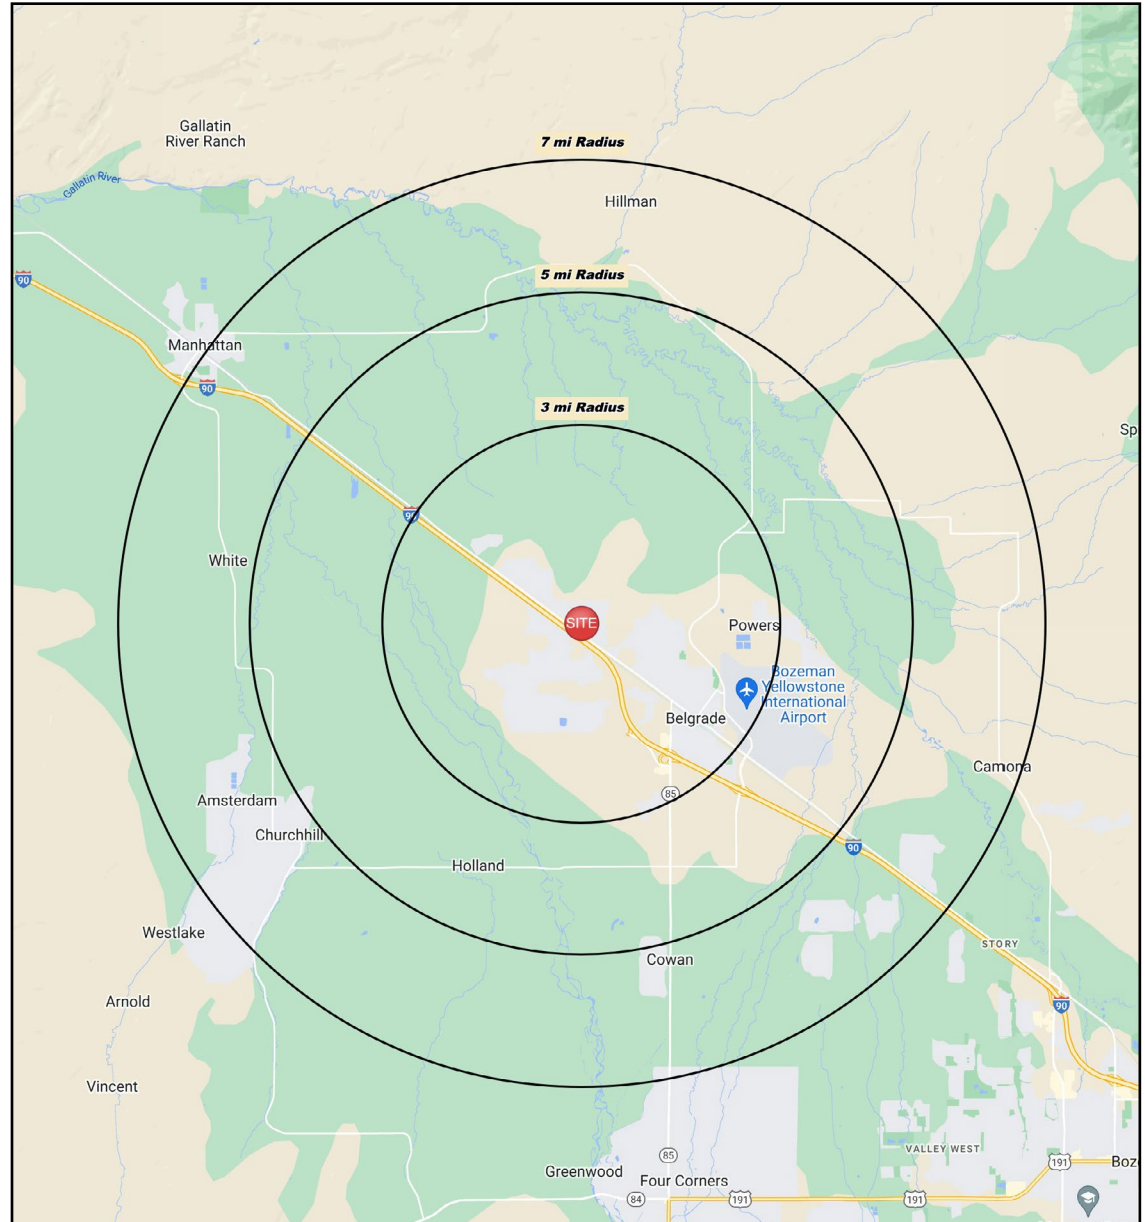 Gallatin
River Ranch
7 mi Radius
Gallatin River
Hillman
90
5 mi Radius
Manhattan
90
3 mi Radius
Sp
90
White
SITE
Powers
Bozeman
Yellowstone
International
Airport
Belgrade
Camona
85
Amsterdam
Churchhill
90
Holland
Westlake
STORY
Cowan
Arnold
90
Vincent
VALLEY WEST
85
191
Boz
Greenwood
Four Corners
84
191
191